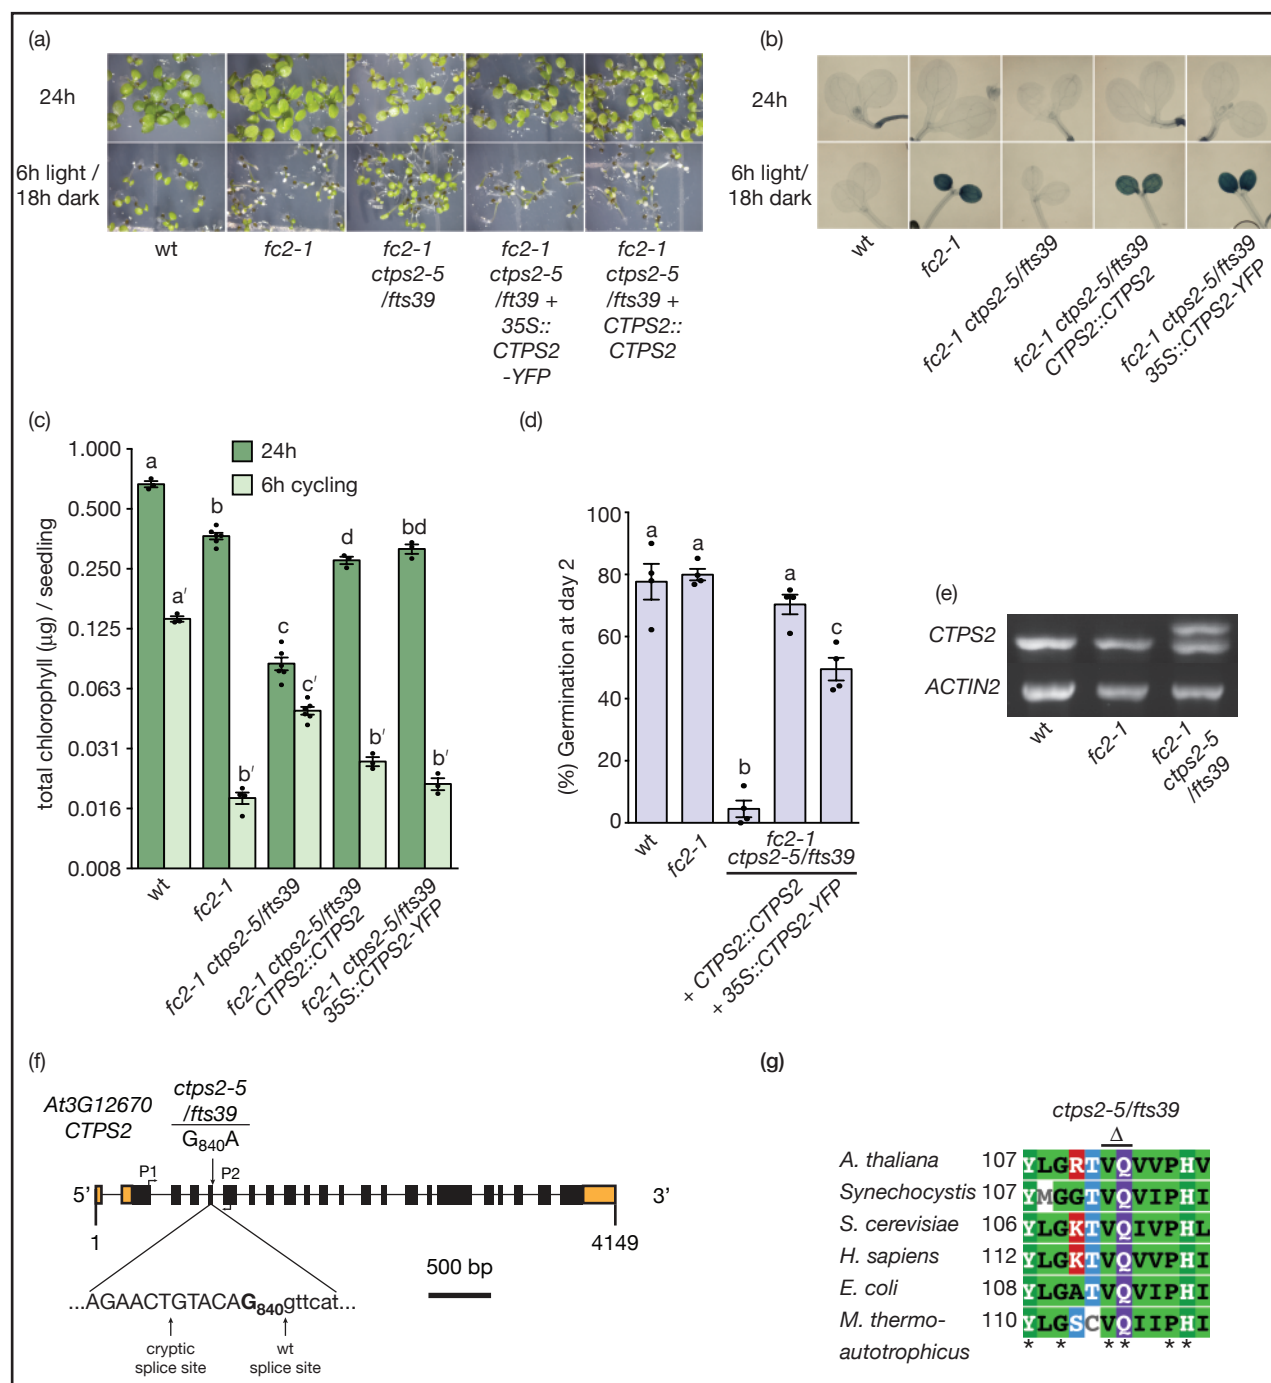 (a)
24h
6h light /
18h dark
wt
fc2-1
fc2-1
ctps2-5
/fts39
fc2-1
ctps2-5
/ft39 +
35S::
CTPS2
-YFP
fc2-1
ctps2-5
/fts39 +
CTPS2::
CTPS2
(b)
24h
6h light/
18h dark
wt
fc2-1
fc2-1 ctps2-5/fts39
fc2-1 ctps2-5/fts39
CTPS2::CTPS2
fc2-1 ctps2-5/fts39
35S::CTPS2-YFP
(c)
total chlorophyll (µg) / seedling
1.000
0.500
0.250
0.125
0.063
0.031
0.016
0.008
24h
6h cycling
a
a′
b
b′
c
c′
d
b′
bd
b′
wt
fc2-1
fc2-1 ctps2-5/fts39
fc2-1 ctps2-5/fts39
CTPS2::CTPS2
fc2-1 ctps2-5/fts39
35S::CTPS2-YFP
(d)
(%) Germination at day 2
100
80
60
40
20
0
a
a
b
a
c
wt
fc2-1
fc2-1
ctps2-5/fts39
+ CTPS2::CTPS2
+ 35S::CTPS2-YFP
(e)
CTPS2
ACTIN2
wt
fc2-1
fc2-1
ctps2-5
/fts39
(f)
At3G12670
CTPS2
ctps2-5
/fts39
G840A
P1
P2
5’
3’
1
4149
500 bp
...AGAACTGTACAG840gttcat...
cryptic
splice site
wt
splice site
(g)
ctps2-5/fts39
Δ
A. thaliana 107 YLGRTVQVVPHV
Synechocystis 107 YMGGTVQVIPHI
S. cerevisiae 106 YLGKTVQIVPHL
H. sapiens 112 YLGKTVQVVPHI
E. coli 108 YLGATVQVIPHI
M. thermo- 110 YLGSCVQIIPHI
autotrophicus * * ** **